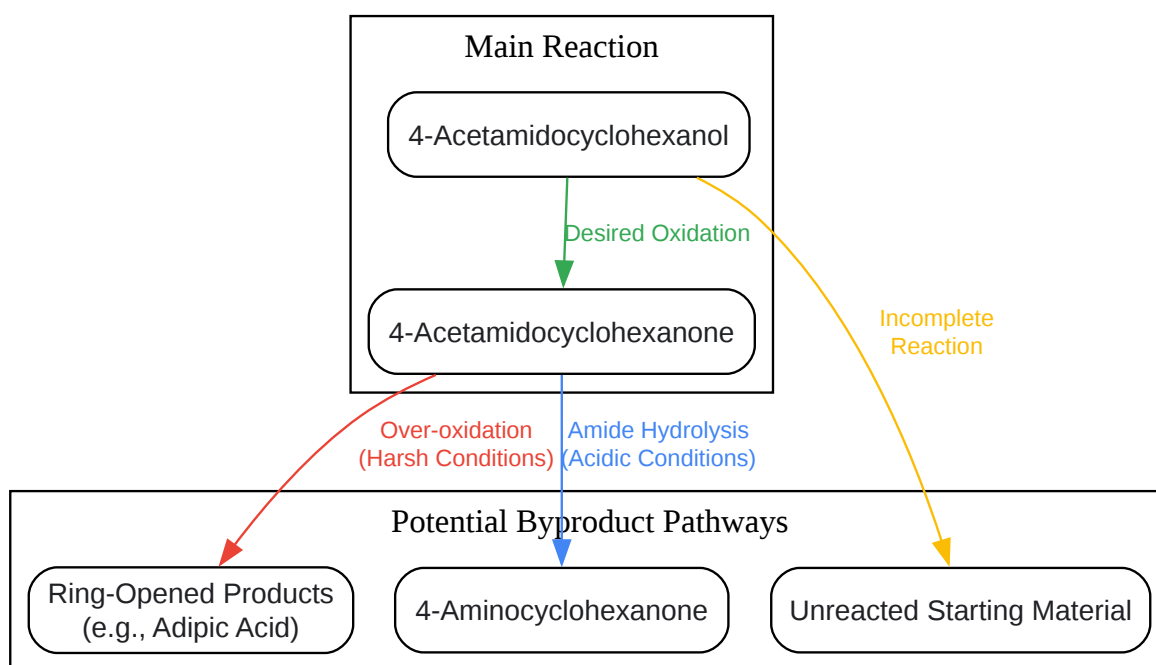 Main Reaction
4-Acetamidocyclohexanol
Desired Oxidation
4-Acetamidocyclohexanone
Incomplete
Reaction
Over-oxidation
(Harsh Conditions)
Amide Hydrolysis
(Acidic Conditions)
Potential Byproduct Pathways
Ring-Opened Products
(e.g., Adipic Acid)
4-Aminocyclohexanone
Unreacted Starting Material